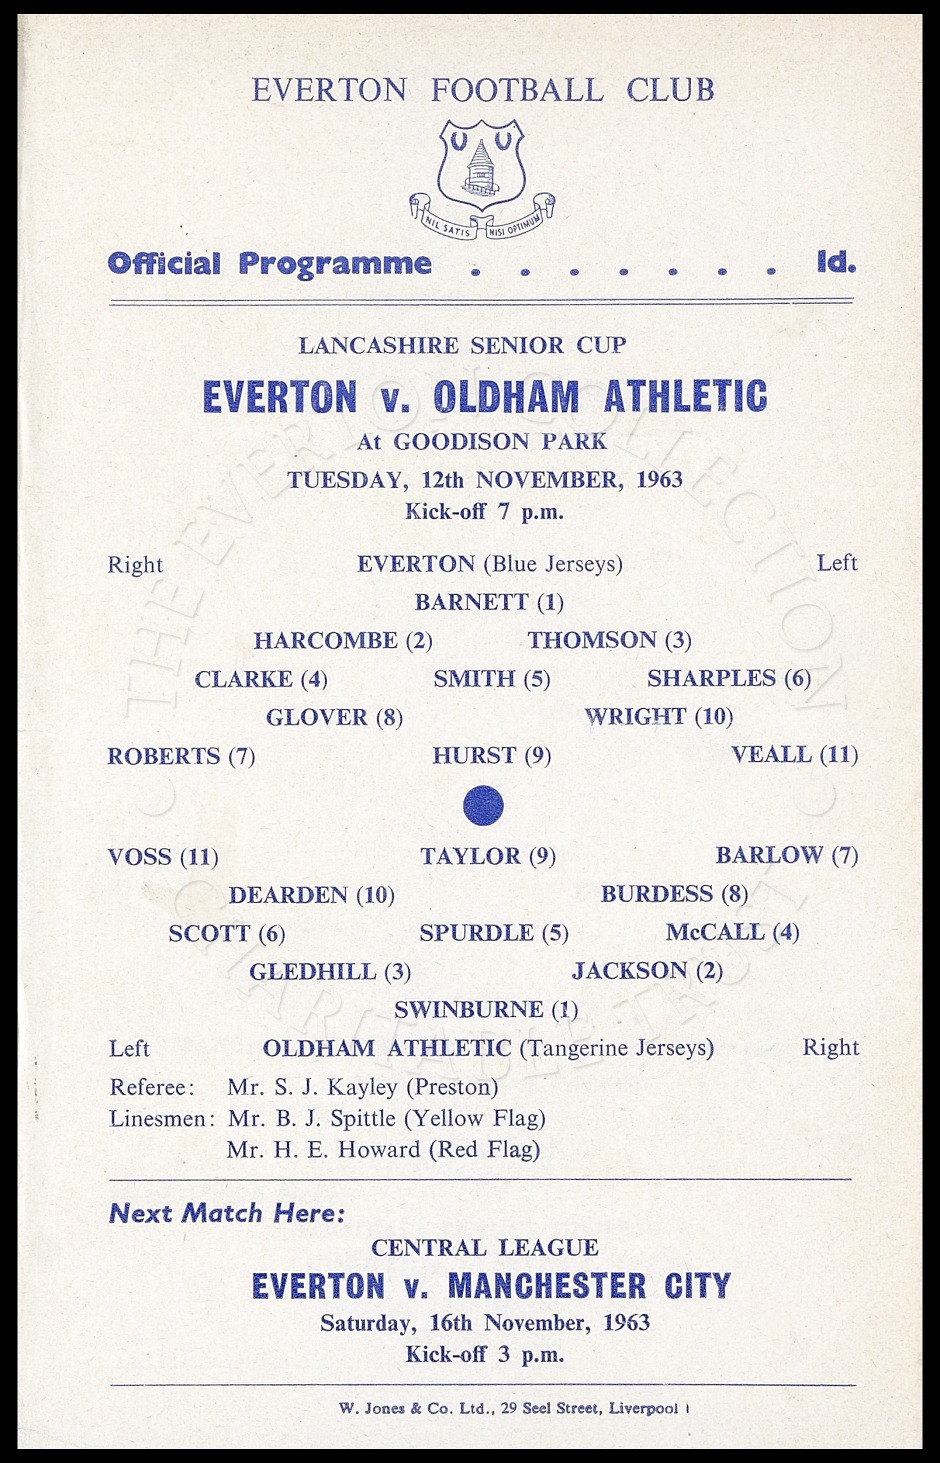 EVERTON FOOTBALL CLUB
NIL SATIS NISI OPTIMUM
Official Programme . . . . . . . 1d.
LANCASHIRE SENIOR CUP
EVERTON v. OLDHAM ATHLETIC
At GOODISON PARK
TUESDAY, 12th NOVEMBER, 1963
Kick-off 7 p.m.
Right EVERTON (Blue Jerseys) Left
BARNETT (1)
HARCOMBE (2) THOMSON (3)
CLARKE (4) SMITH (5) SHARPLES (6)
GLOVER (8) WRIGHT (10)
ROBERTS (7) HURST (9) VEALL (11)
VOSS (11) TAYLOR (9) BARLOW (7)
DEARDEN (10) BURDESS (8)
SCOTT (6) SPURDLE (5) McCALL (4)
GLEDHILL (3) JACKSON (2)
SWINBURNE (1)
Left OLDHAM ATHLETIC (Tangerine Jerseys) Right
Referee: Mr. S. J. Kayley (Preston)
Linesmen: Mr. B. J. Spittle (Yellow Flag)
Mr. H. E. Howard (Red Flag)
Next Match Here:
CENTRAL LEAGUE
EVERTON v. MANCHESTER CITY
Saturday, 16th November, 1963
Kick-off 3 p.m.
W. Jones & Co. Ltd., 29 Seel Street, Liverpool 1
THE EVERTON COLLECTION
CHARITABLE TRUST